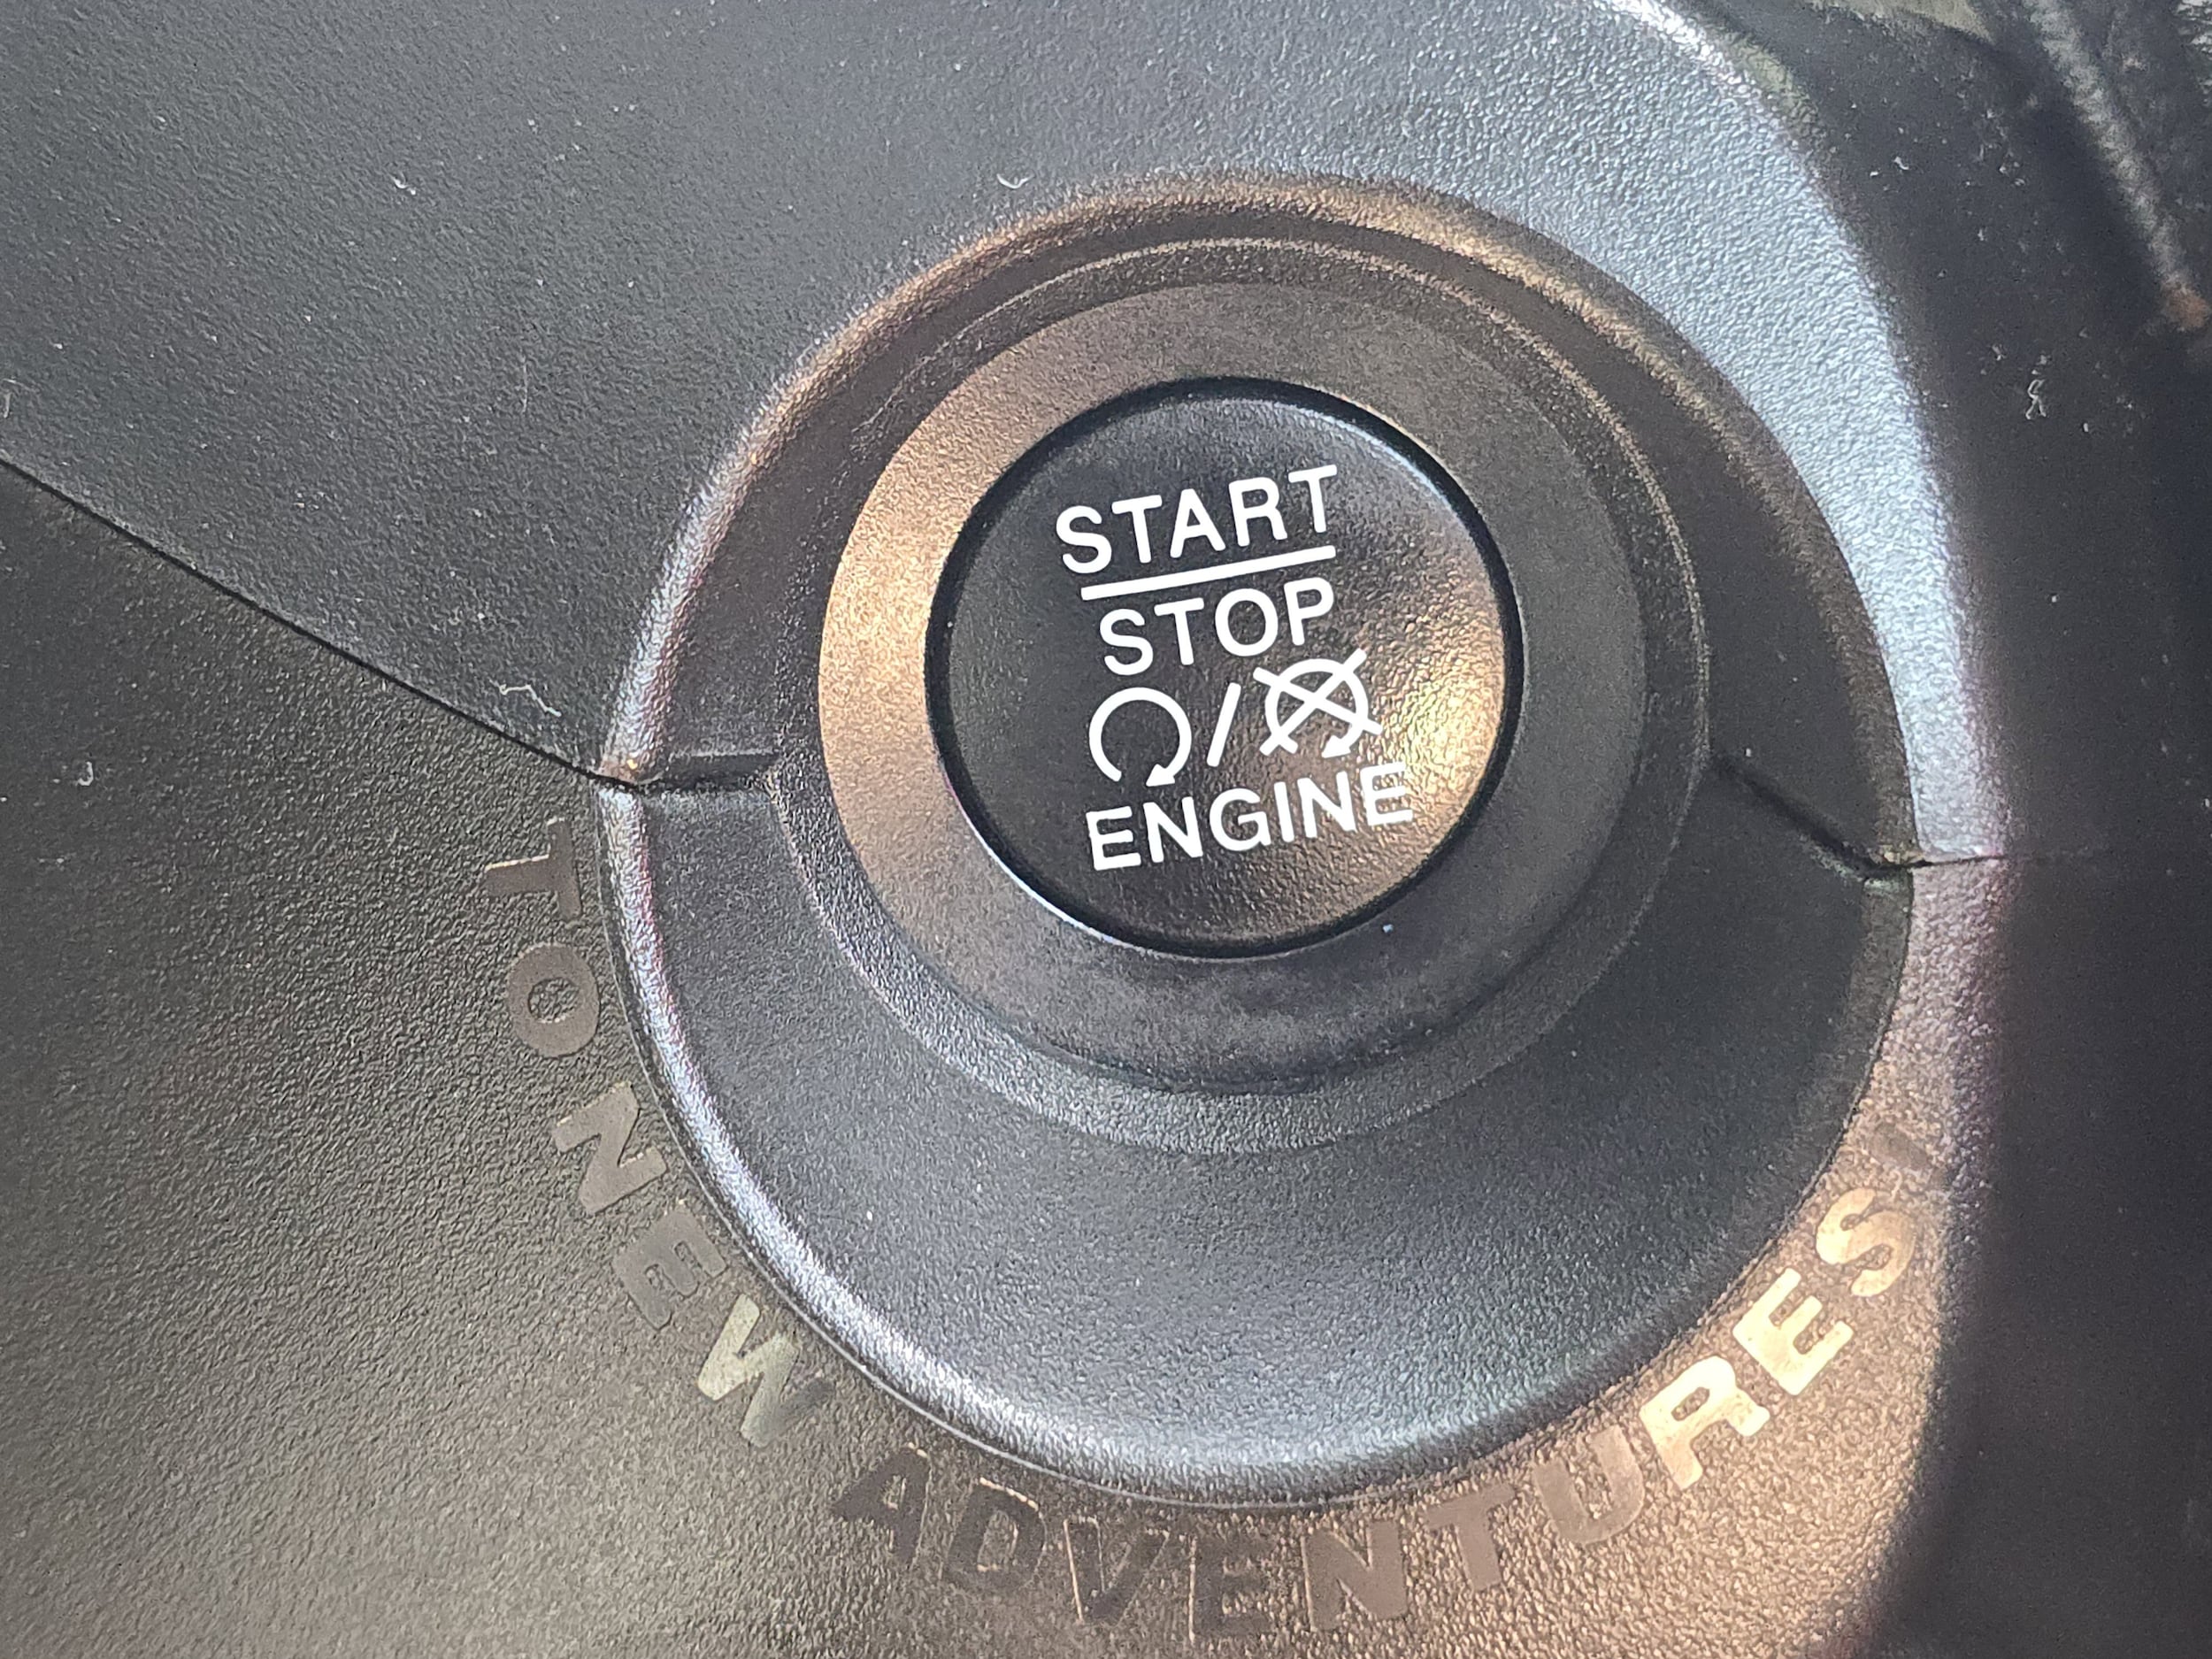 START
STOP
ENGINE
TO NEW ADVENTURES!